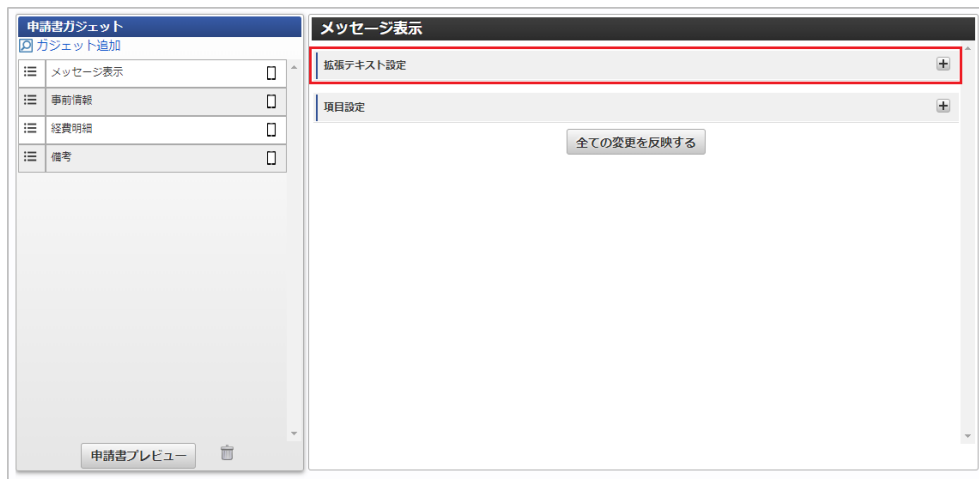 申請書ガジェット
ガジェット追加
メッセージ表示
事前情報
経費明細
備考
申請書プレビュー
メッセージ表示
拡張テキスト設定
項目設定
全ての変更を反映する